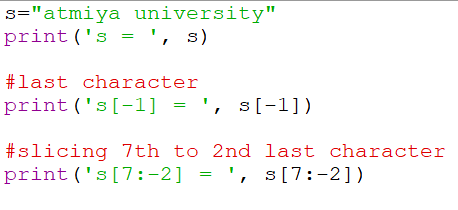 s="atmiya university"
print('s = ', s)
#last character
print('s[-1] = ', s[-1])
#slicing 7th to 2nd last character
print('s[7:-2] = ', s[7:-2])